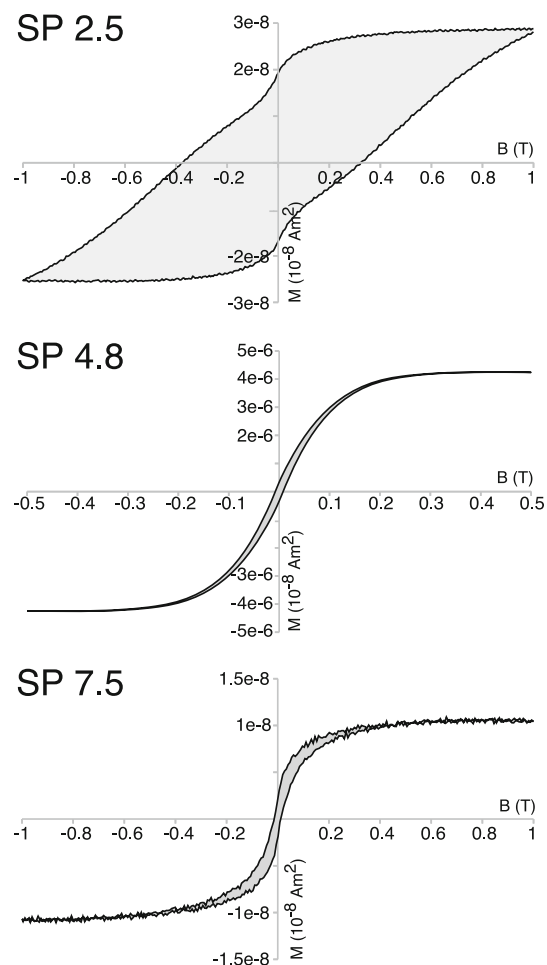 SP 2.5
3e-8
2e-8
B (T)
-1 -0.8 -0.6 -0.4 -0.2 0 0.2 0.4 0.6 0.8 1
-2e-8
-3e-8
M (10⁻⁸ Am²)
SP 4.8
5e-6
4e-6
3e-6
2e-6
B (T)
-0.5 -0.4 -0.3 -0.2 -0.1 0 0.1 0.2 0.3 0.4 0.5
-3e-6
-4e-6
-5e-6
M (10⁻⁸ Am²)
SP 7.5
1.5e-8
1e-8
B (T)
-1 -0.8 -0.6 -0.4 -0.2 0 0.2 0.4 0.6 0.8 1
-1e-8
-1.5e-8
M (10⁻⁸ Am²)